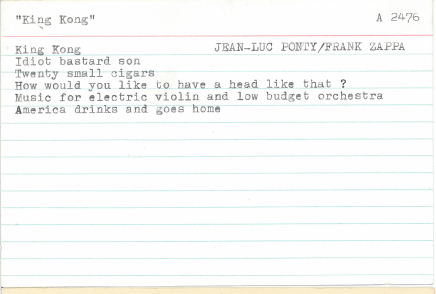 "King Kong" A 2476
King Kong JEAN-LUC PONTY/FRANK ZAPPA
Idiot bastard son
Twenty small cigars
How would you like to have a head like that ?
Music for electric violin and low budget orchestra
America drinks and goes home